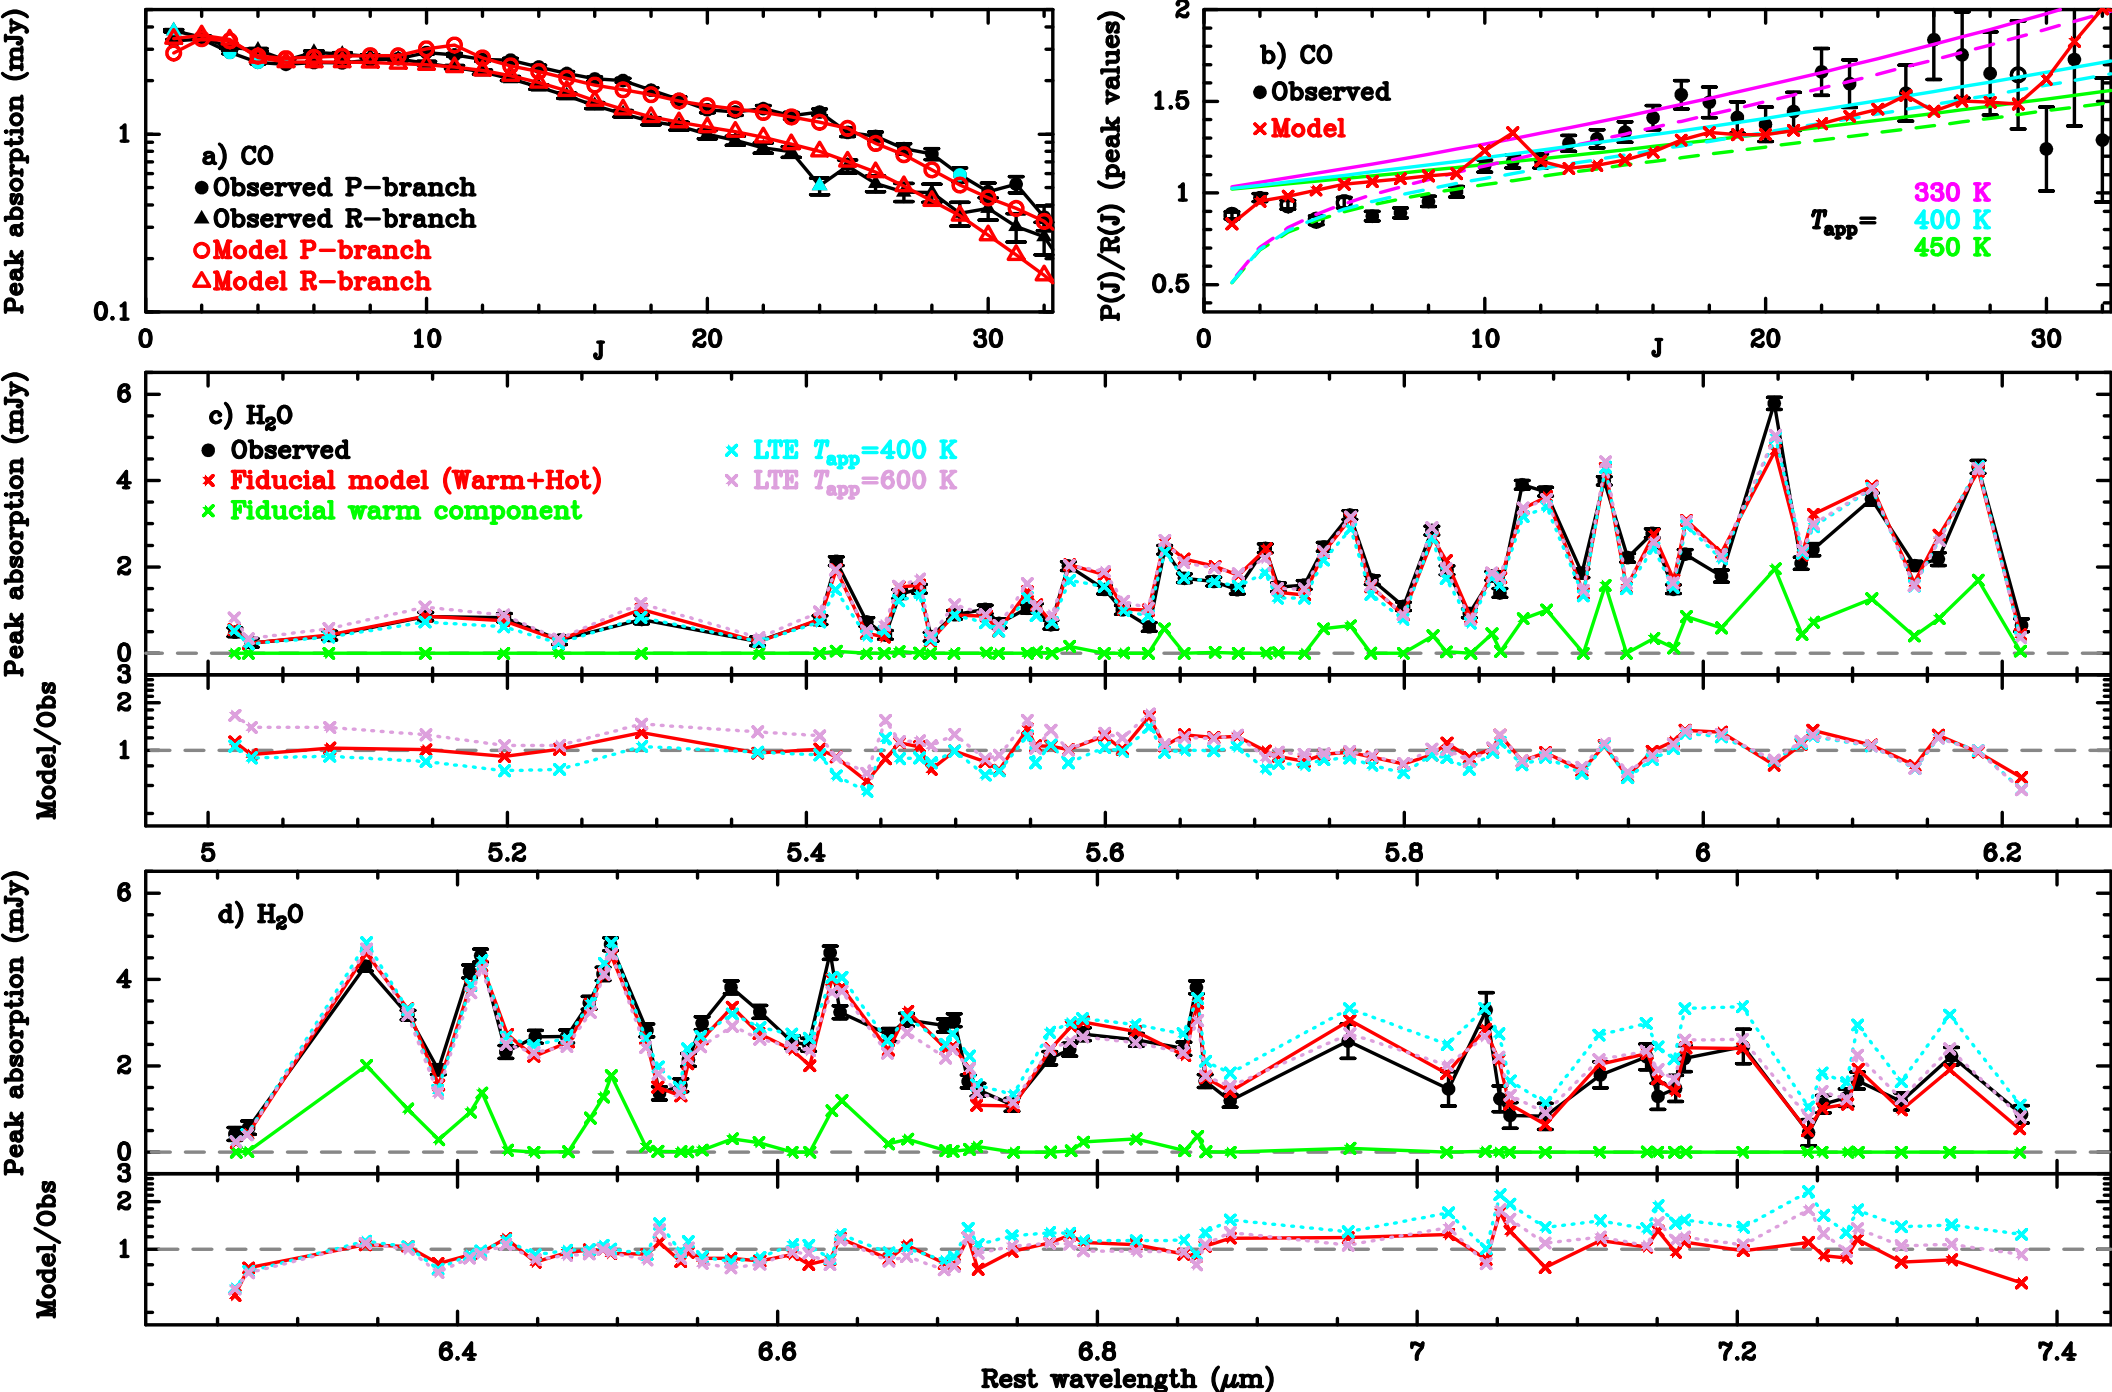 Peak absorption (mJy)
1
0.1
a) CO
Observed P-branch
Observed R-branch
Model P-branch
Model R-branch
0 10 20 30
J
P(J)/R(J) (peak values)
2
1.5
1
0.5
b) CO
Observed
Model
330 K
Tapp= 400 K
450 K
0 10 20 30
J
Peak absorption (mJy)
6
4
2
0
c) H2O
Observed
Fiducial model (Warm+Hot)
Fiducial warm component
LTE Tapp=400 K
LTE Tapp=600 K
Model/Obs
3
2
1
5 5.2 5.4 5.6 5.8 6 6.2
Peak absorption (mJy)
6
4
2
0
d) H2O
Model/Obs
3
2
1
6.4 6.6 6.8 7 7.2 7.4
Rest wavelength (μm)